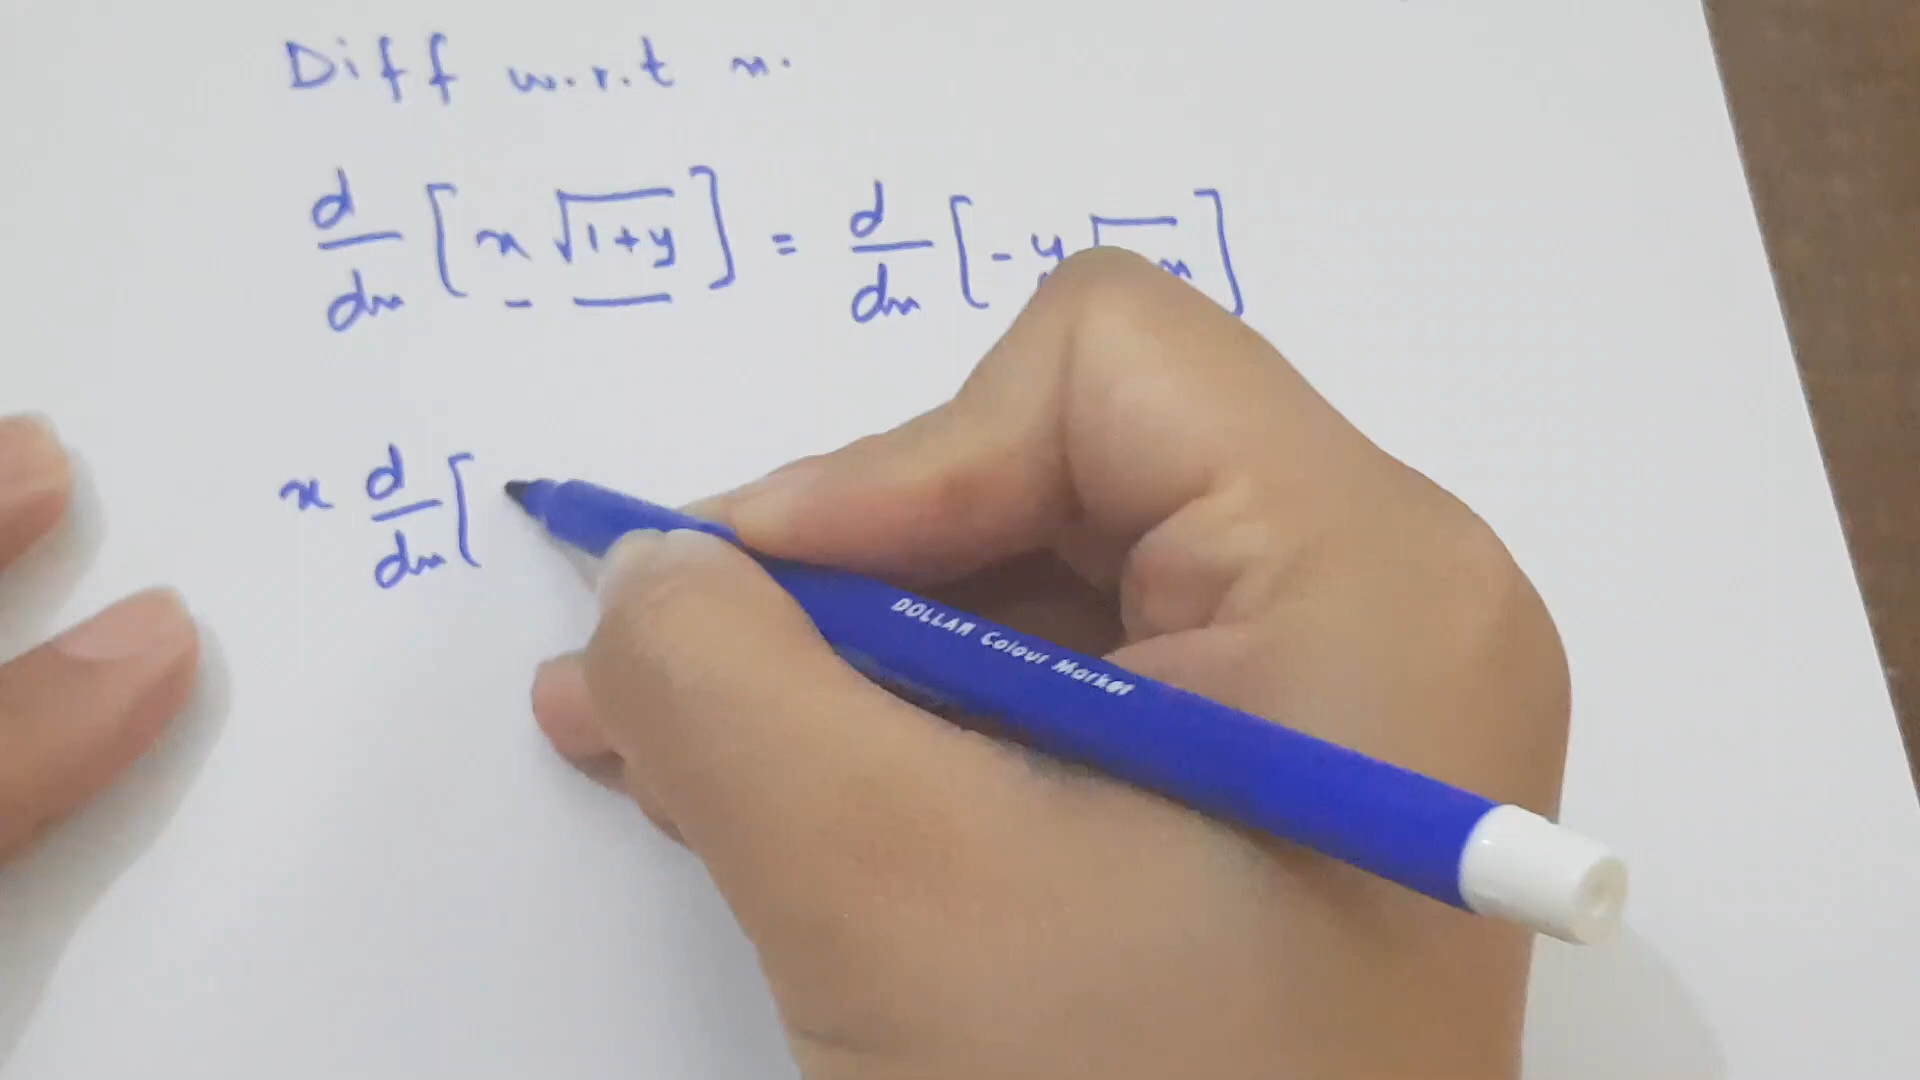 Diff w.r.t x.
d/dx [ x √1+y ] = d/dx [ - y √ x ]
x d/dx [
DOLLAR Colour Marker